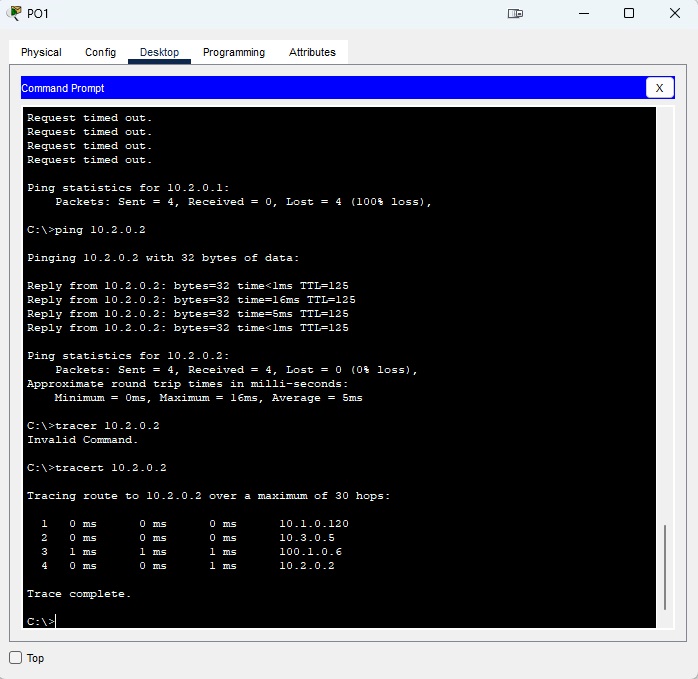 PO1
Physical Config Desktop Programming Attributes
Command Prompt X
Request timed out.
Request timed out.
Request timed out.
Request timed out.
Ping statistics for 10.2.0.1:
Packets: Sent = 4, Received = 0, Lost = 4 (100% loss),
C:\>ping 10.2.0.2
Pinging 10.2.0.2 with 32 bytes of data:
Reply from 10.2.0.2: bytes=32 time<1ms TTL=125
Reply from 10.2.0.2: bytes=32 time=16ms TTL=125
Reply from 10.2.0.2: bytes=32 time=5ms TTL=125
Reply from 10.2.0.2: bytes=32 time<1ms TTL=125
Ping statistics for 10.2.0.2:
Packets: Sent = 4, Received = 4, Lost = 0 (0% loss),
Approximate round trip times in milli-seconds:
Minimum = 0ms, Maximum = 16ms, Average = 5ms
C:\>tracer 10.2.0.2
Invalid Command.
C:\>tracert 10.2.0.2
Tracing route to 10.2.0.2 over a maximum of 30 hops:
1 0 ms 0 ms 0 ms 10.1.0.120
2 0 ms 0 ms 0 ms 10.3.0.5
3 1 ms 1 ms 1 ms 100.1.0.6
4 0 ms 0 ms 1 ms 10.2.0.2
Trace complete.
C:\>
Top